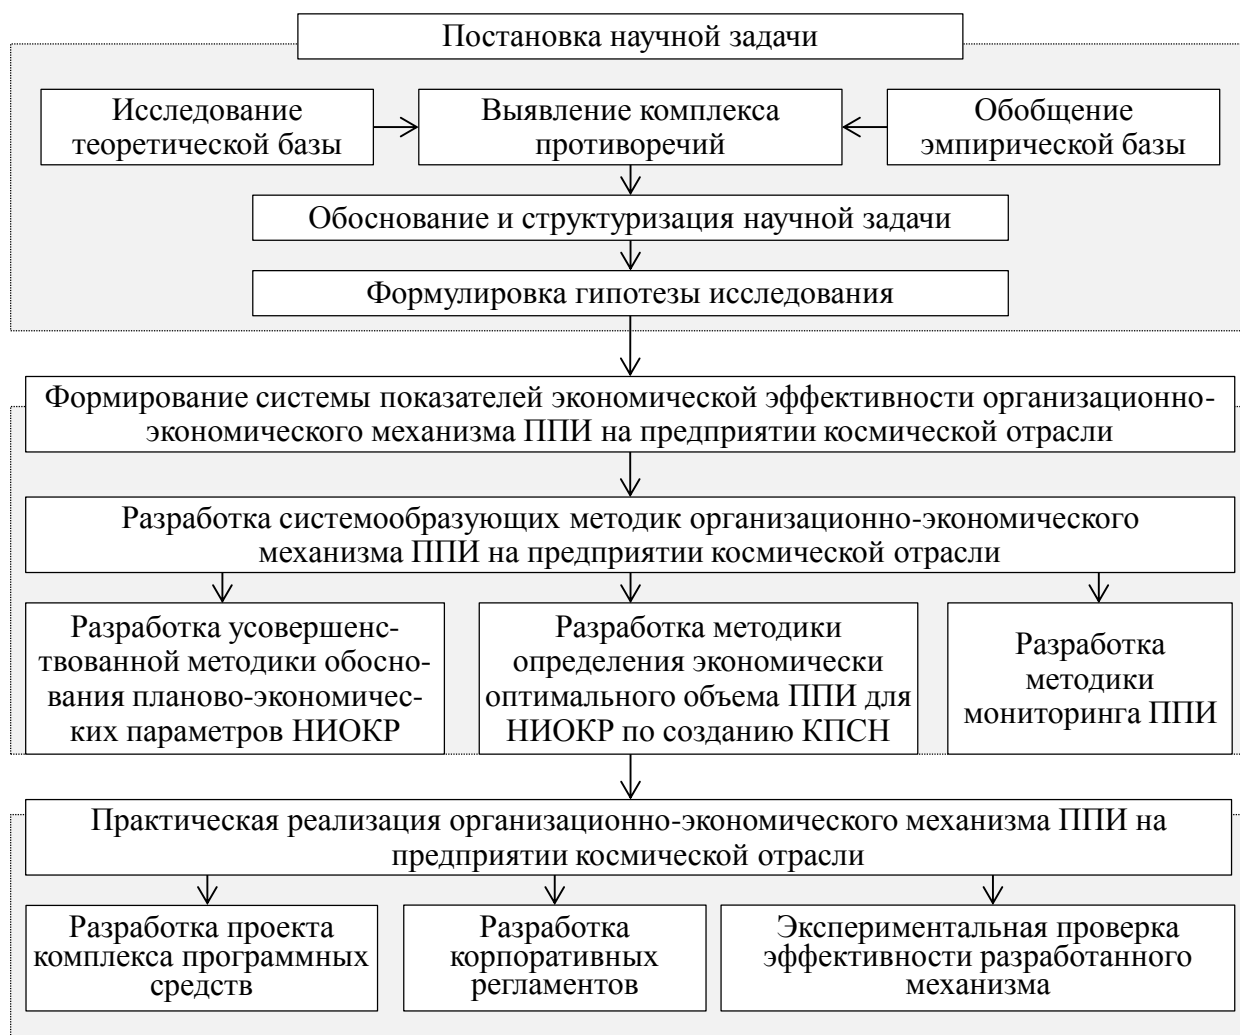 Постановка научной задачи
Исследование
теоретической базы
Выявление комплекса
противоречий
Обобщение
эмпирической базы
Обоснование и структуризация научной задачи
Формулировка гипотезы исследования
Формирование системы показателей экономической эффективности организационно-
экономического механизма ППИ на предприятии космической отрасли
Разработка системообразующих методик организационно-экономического
механизма ППИ на предприятии космической отрасли
Разработка усовершенс-
твованной методики обосно-
вания планово-экономичес-
ких параметров НИОКР
Разработка методики
определения экономически
оптимального объема ППИ для
НИОКР по созданию КПСН
Разработка
методики
мониторинга ППИ
Практическая реализация организационно-экономического механизма ППИ на
предприятии космической отрасли
Разработка проекта
комплекса программных
средств
Разработка
корпоративных
регламентов
Экспериментальная проверка
эффективности разработанного
механизма